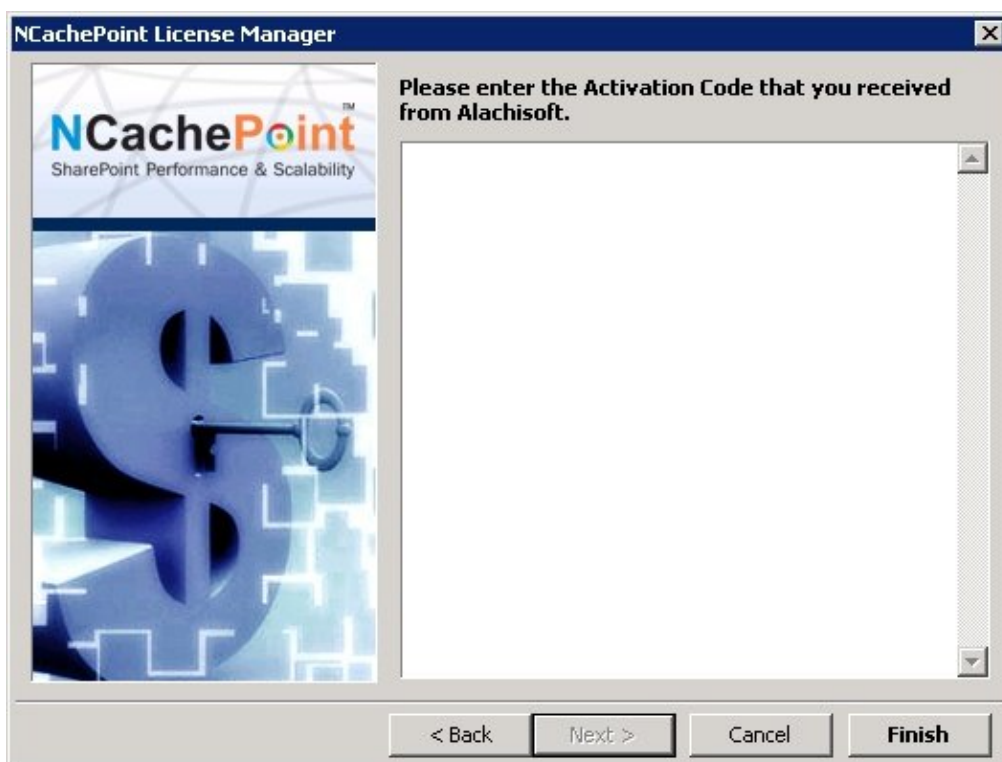 NCachePoint License Manager
NCachePoint™
SharePoint Performance & Scalability
Please enter the Activation Code that you received
from Alachisoft.
< Back
Next >
Cancel
Finish